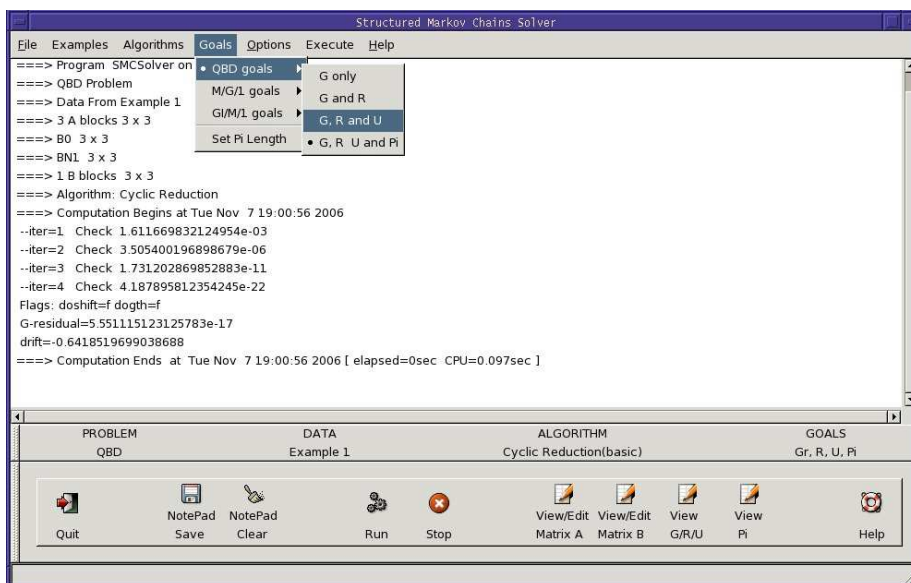 Structured Markov Chains Solver
File Examples Algorithms Goals Options Execute Help
===> Program SMCSolver on
===> QBD Problem
===> Data From Example 1
===> 3 A blocks 3 x 3
===> B0 3 x 3
===> BN1 3 x 3
===> 1 B blocks 3 x 3
===> Algorithm: Cyclic Reduction
===> Computation Begins at Tue Nov 7 19:00:56 2006
--iter=1 Check 1.611669832124954e-03
--iter=2 Check 3.505400196898679e-06
--iter=3 Check 1.731202869852883e-11
--iter=4 Check 4.187895812354245e-22
Flags: doshift=f dogth=f
G-residual=5.551115123125783e-17
drift=-0.6418519699038688
===> Computation Ends at Tue Nov 7 19:00:56 2006 [ elapsed=0sec CPU=0.097sec ]
• QBD goals
M/G/1 goals
GI/M/1 goals
Set Pi Length
G only
G and R
G, R and U
• G, R U and Pi
PROBLEM DATA ALGORITHM GOALS
QBD Example 1 Cyclic Reduction(basic) Gr, R, U, Pi
Quit
NotePad Save
NotePad Clear
Run
Stop
View/Edit Matrix A
View/Edit Matrix B
View G/R/U
View Pi
Help